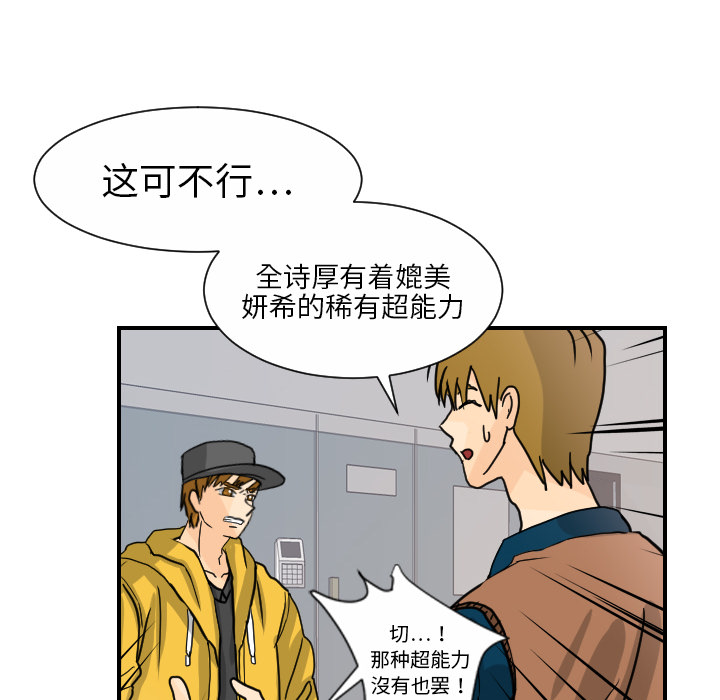 这可不行...
全诗厚有着媲美
妍希的稀有超能力
切...！
那种超能力
沒有也罢！